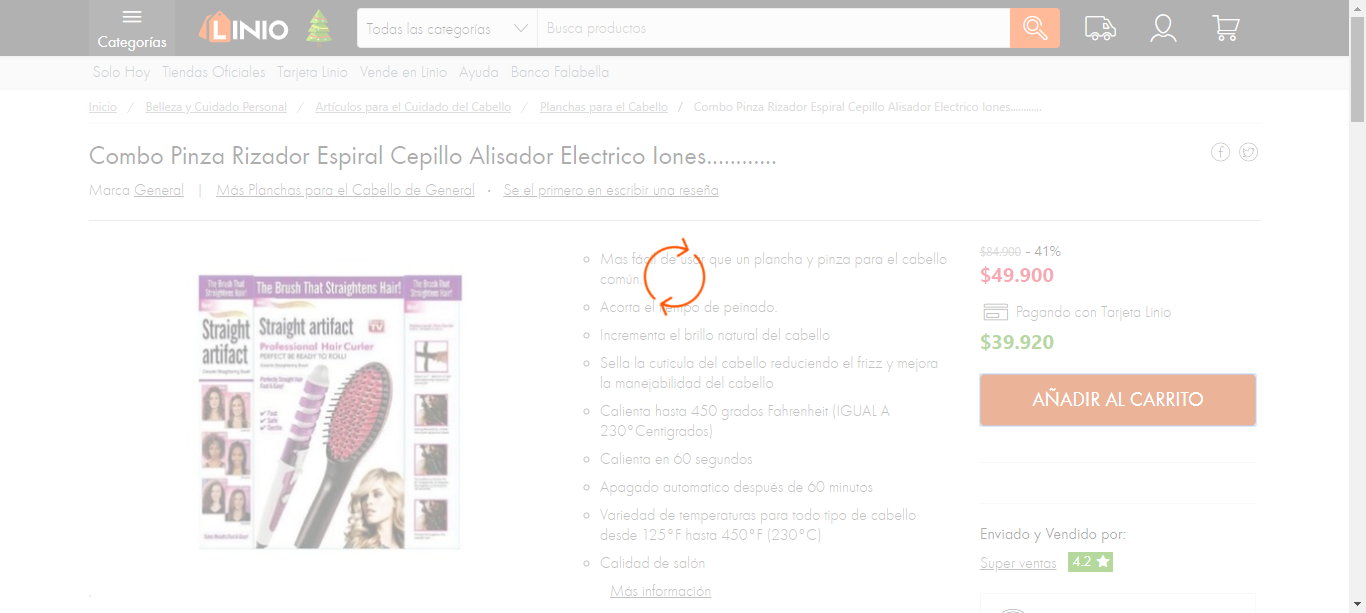 Categorías
LINIO
Todas las categorías
Busca productos
Solo Hoy Tiendas Oficiales Tarjeta Linio Vende en Linio Ayuda Banco Falabella
Inicio / Belleza y Cuidado Personal / Artículos para el Cuidado del Cabello / Planchas para el Cabello / Combo Pinza Rizador Espiral Cepillo Alisador Electrico Iones............
Combo Pinza Rizador Espiral Cepillo Alisador Electrico Iones............
Marca General | Más Planchas para el Cabello de General · Se el primero en escribir una reseña
The Brush That Straightens Hair!
The Brush That Straightens Hair!
The Brush That Straightens Hair!
Straight artifact
Straight artifact
Professional Hair Curler
PERFECT BE READY TO ROLL!
Fast
Safe
Gentle
Mas fácil de usar que un plancha y pinza para el cabello
común.
Acorta el tiempo de peinado.
Incrementa el brillo natural del cabello
Sella la cuticula del cabello reduciendo el frizz y mejora
la manejabilidad del cabello
Calienta hasta 450 grados Fahrenheit (IGUAL A
230°Centigrados)
Calienta en 60 segundos
Apagado automatico después de 60 minutos
Variedad de temperaturas para todo tipo de cabello
desde 125°F hasta 450°F (230°C)
Calidad de salón
Más información
$84.900 - 41%
$49.900
Pagando con Tarjeta Linio
$39.920
AÑADIR AL CARRITO
Enviado y Vendido por:
Super ventas 4.2